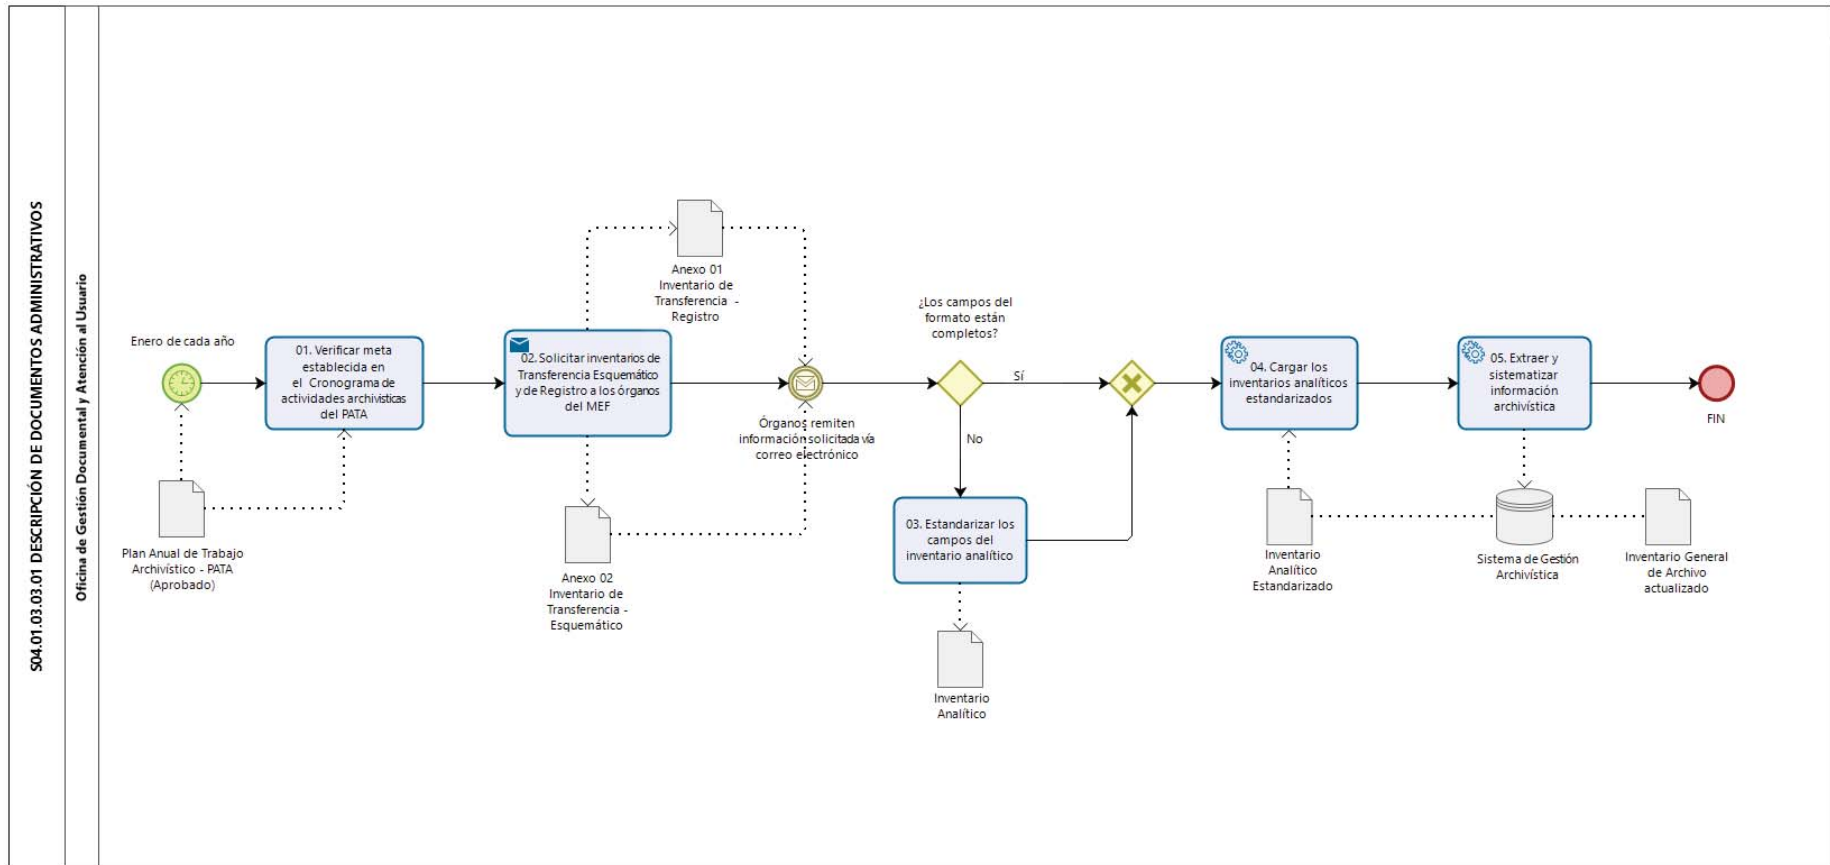 S04.01.03.03.01 DESCRIPCIÓN DE DOCUMENTOS ADMINISTRATIVOS
Oficina de Gestión Documental y Atención al Usuario
Enero de cada año
Plan Anual de Trabajo
Archivístico - PATA
(Aprobado)
01. Verificar meta
establecida en
el Cronograma de
actividades archivisticas
del PATA
02. Solicitar inventarios de
Transferencia Esquemático
y de Registro a los órganos
del MEF
Anexo 01
Inventario de
Transferencia -
Registro
Anexo 02
Inventario de
Transferencia -
Esquemático
Órganos remiten
información solicitada vía
correo electrónico
¿Los campos del
formato están
completos?
Sí
No
03. Estandarizar los
campos del
inventario analítico
Inventario
Analítico
04. Cargar los
inventarios analíticos
estandarizados
Inventario
Analítico
Estandarizado
05. Extraer y
sistematizar
información
archivística
Sistema de Gestión
Archivística
Inventario General
de Archivo
actualizado
FIN